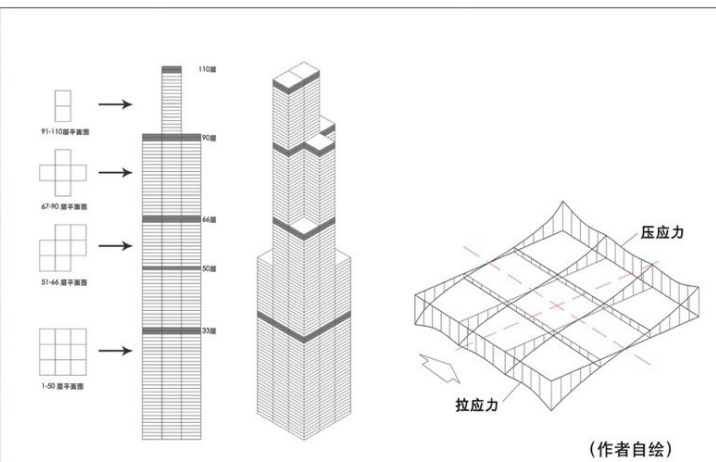 110层
91-110层平面图
90层
67-90 层平面图
66层
51-66 层平面图
50层
33层
1-50 层平面图
压应力
拉应力
(作者自绘)